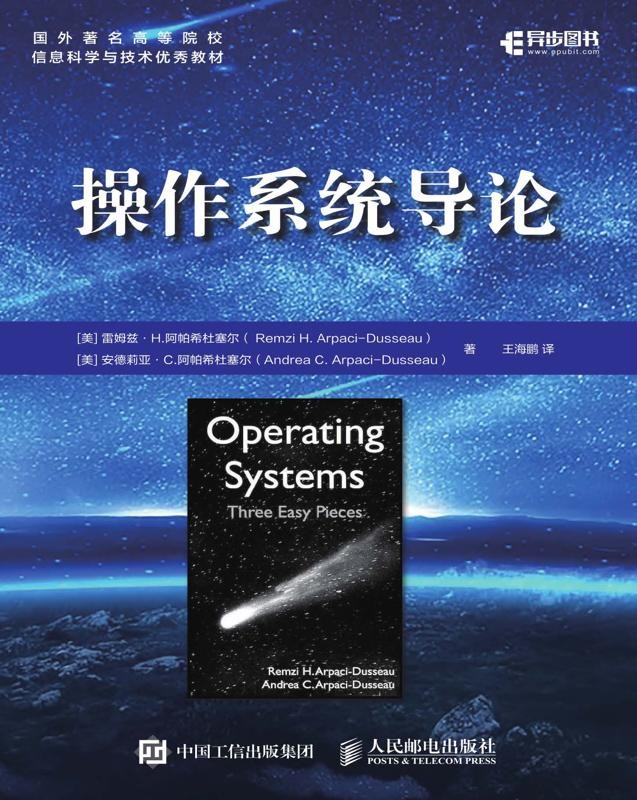 国外著名高等院校
信息科学与技术优秀教材
异步图书
www.epubit.com
操作系统导论
[美] 雷姆兹·H.阿帕希杜塞尔（ Remzi H. Arpaci-Dusseau ）
[美] 安德莉亚·C.阿帕希杜塞尔（Andrea C. Arpaci-Dusseau ）
著 王海鹏 译
Operating
Systems
Three Easy Pieces
Remzi H.Arpaci-Dusseau
Andrea C.Arpaci-Dusseau
中国工信出版集团
人民邮电出版社
POSTS & TELECOM PRESS